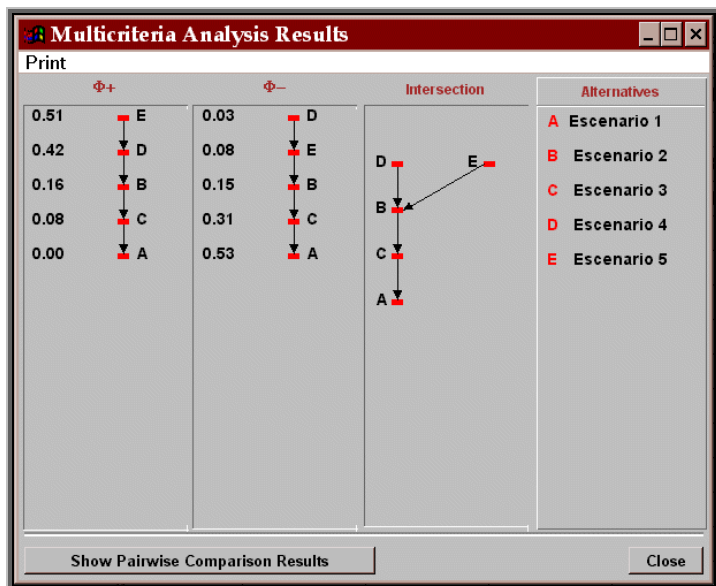 Multicriteria Analysis Results
Print
Φ+
0.51 E
0.42 D
0.16 B
0.08 C
0.00 A
Φ–
0.03 D
0.08 E
0.15 B
0.31 C
0.53 A
Intersection
D E
B
C
A
Alternatives
A Escenario 1
B Escenario 2
C Escenario 3
D Escenario 4
E Escenario 5
Show Pairwise Comparison Results
Close